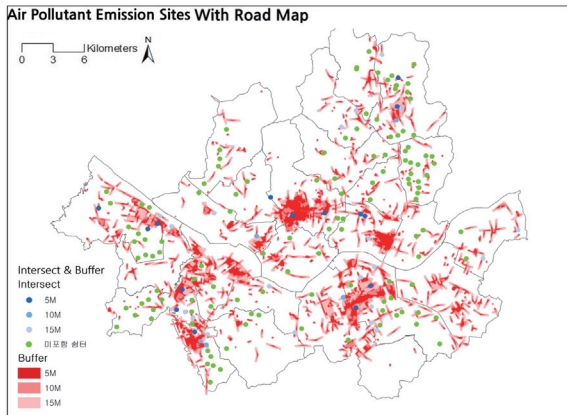 Air Pollutant Emission Sites With Road Map
Kilometers
0 3 6
N
Intersect & Buffer
Intersect
5M
10M
15M
미포함 쉼터
Buffer
5M
10M
15M